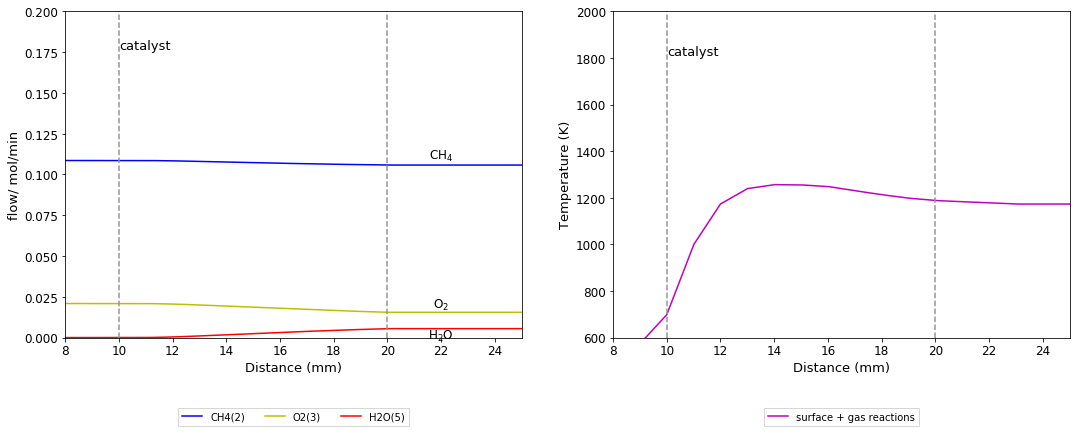 0.200
0.175
0.150
0.125
0.100
0.075
0.050
0.025
0.000
flow/ mol/min
catalyst
CH₄
O₂
H₂O
8 10 12 14 16 18 20 22 24
Distance (mm)
CH4(2) O2(3) H2O(5)
2000
1800
1600
1400
1200
1000
800
600
Temperature (K)
catalyst
8 10 12 14 16 18 20 22 24
Distance (mm)
surface + gas reactions